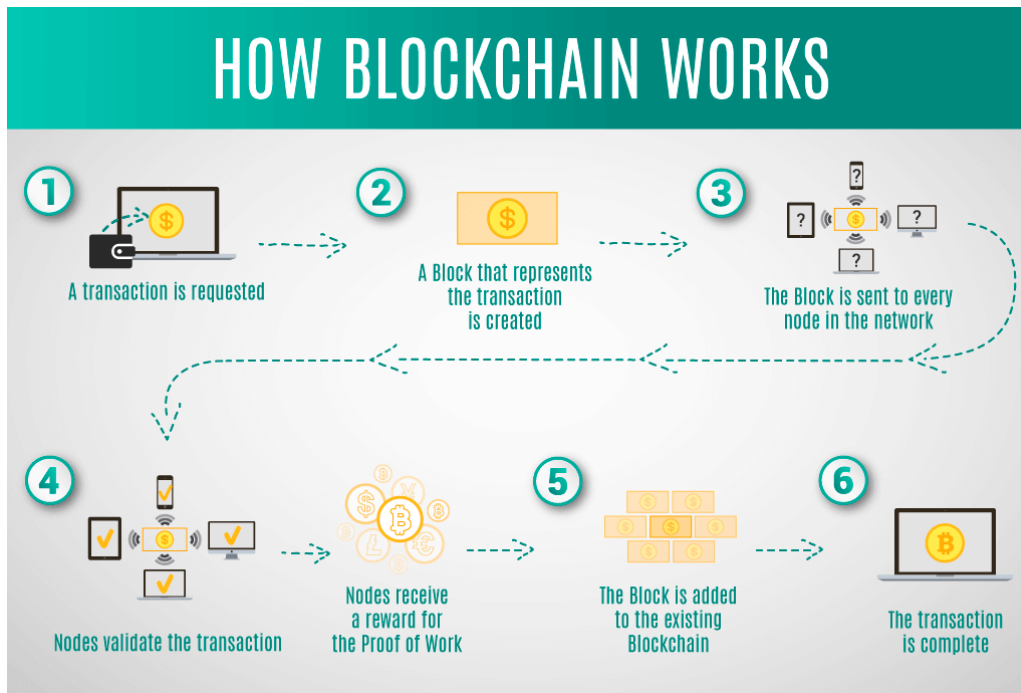 HOW BLOCKCHAIN WORKS
1
A transaction is requested
2
A Block that represents
the transaction
is created
3
The Block is sent to every
node in the network
4
Nodes validate the transaction
Nodes receive
a reward for
the Proof of Work
5
The Block is added
to the existing
Blockchain
6
The transaction
is complete